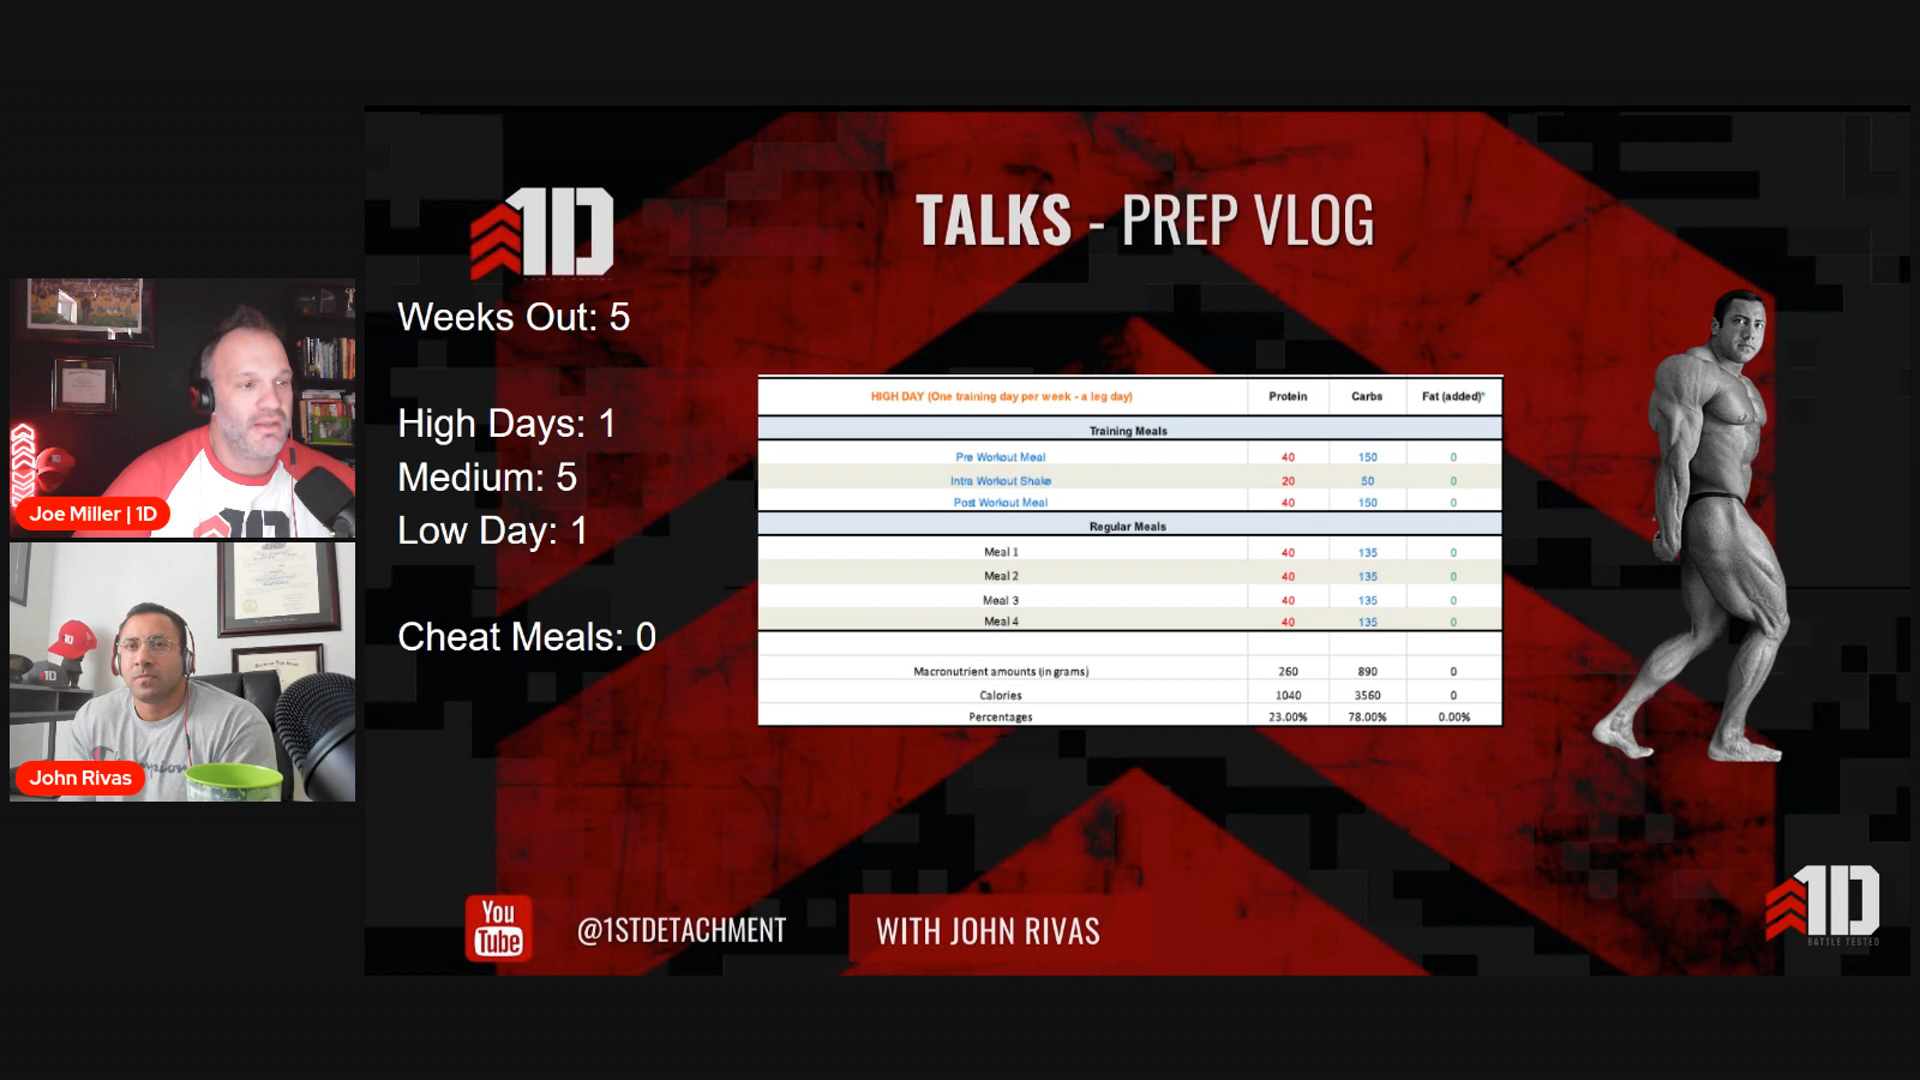 1D
TALKS - PREP VLOG
Weeks Out: 5
High Days: 1
Medium: 5
Low Day: 1
Cheat Meals: 0
HIGH DAY (One training day per week - a leg day) Protein Carbs Fat (added)*
Training Meals
Pre Workout Meal 40 150 0
Intra Workout Shake 20 50 0
Post Workout Meal 40 150 0
Regular Meals
Meal 1 40 135 0
Meal 2 40 135 0
Meal 3 40 135 0
Meal 4 40 135 0
Macronutrient amounts (in grams) 260 890 0
Calories 1040 3560 0
Percentages 23.00% 78.00% 0.00%
Joe Miller | 1D
1D
1D
1D
1D
Champion
John Rivas
You
Tube
@1STDETACHMENT
WITH JOHN RIVAS
1D
BATTLE TESTED